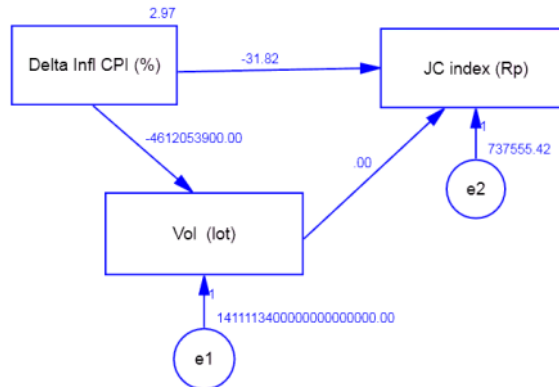 2.97
Delta Infl CPI (%)
-31.82
JC index (Rp)
-4612053900.00
.00
1
737555.42
e2
Vol (lot)
1
1411113400000000000000.00
e1